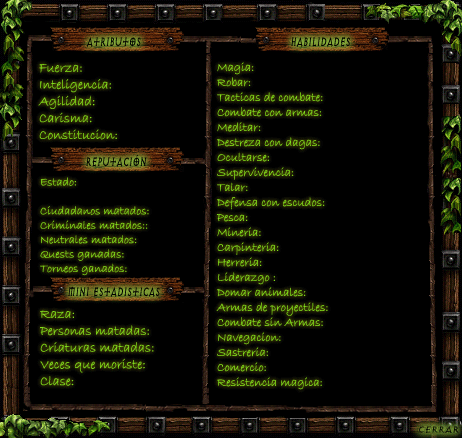 ATRIBUTOS
Fuerza:
Inteligencia:
Agilidad:
Carisma:
Constitucion:
REPUTACIÓN
Estado:
Ciudadanos matados:
Criminales matados::
Neutrales matados:
Quests ganadas:
Torneos ganados:
MINI ESTADISTICAS
Raza:
Personas matadas:
Criaturas matadas:
Veces que moriste:
Clase:
HABILIDADES
Magia:
Robar:
Tacticas de combate:
Combate con armas:
Meditar:
Destreza con dagas:
Ocultarse:
Supervivencia:
Talar:
Defensa con escudos:
Pesca:
Mineria:
Carpinteria:
Herreria:
Liderazgo :
Domar animales:
Armas de proyectiles:
Combate sin Armas:
Navegacion:
Sastreria:
Comercio:
Resistencia magica:
CERRAR